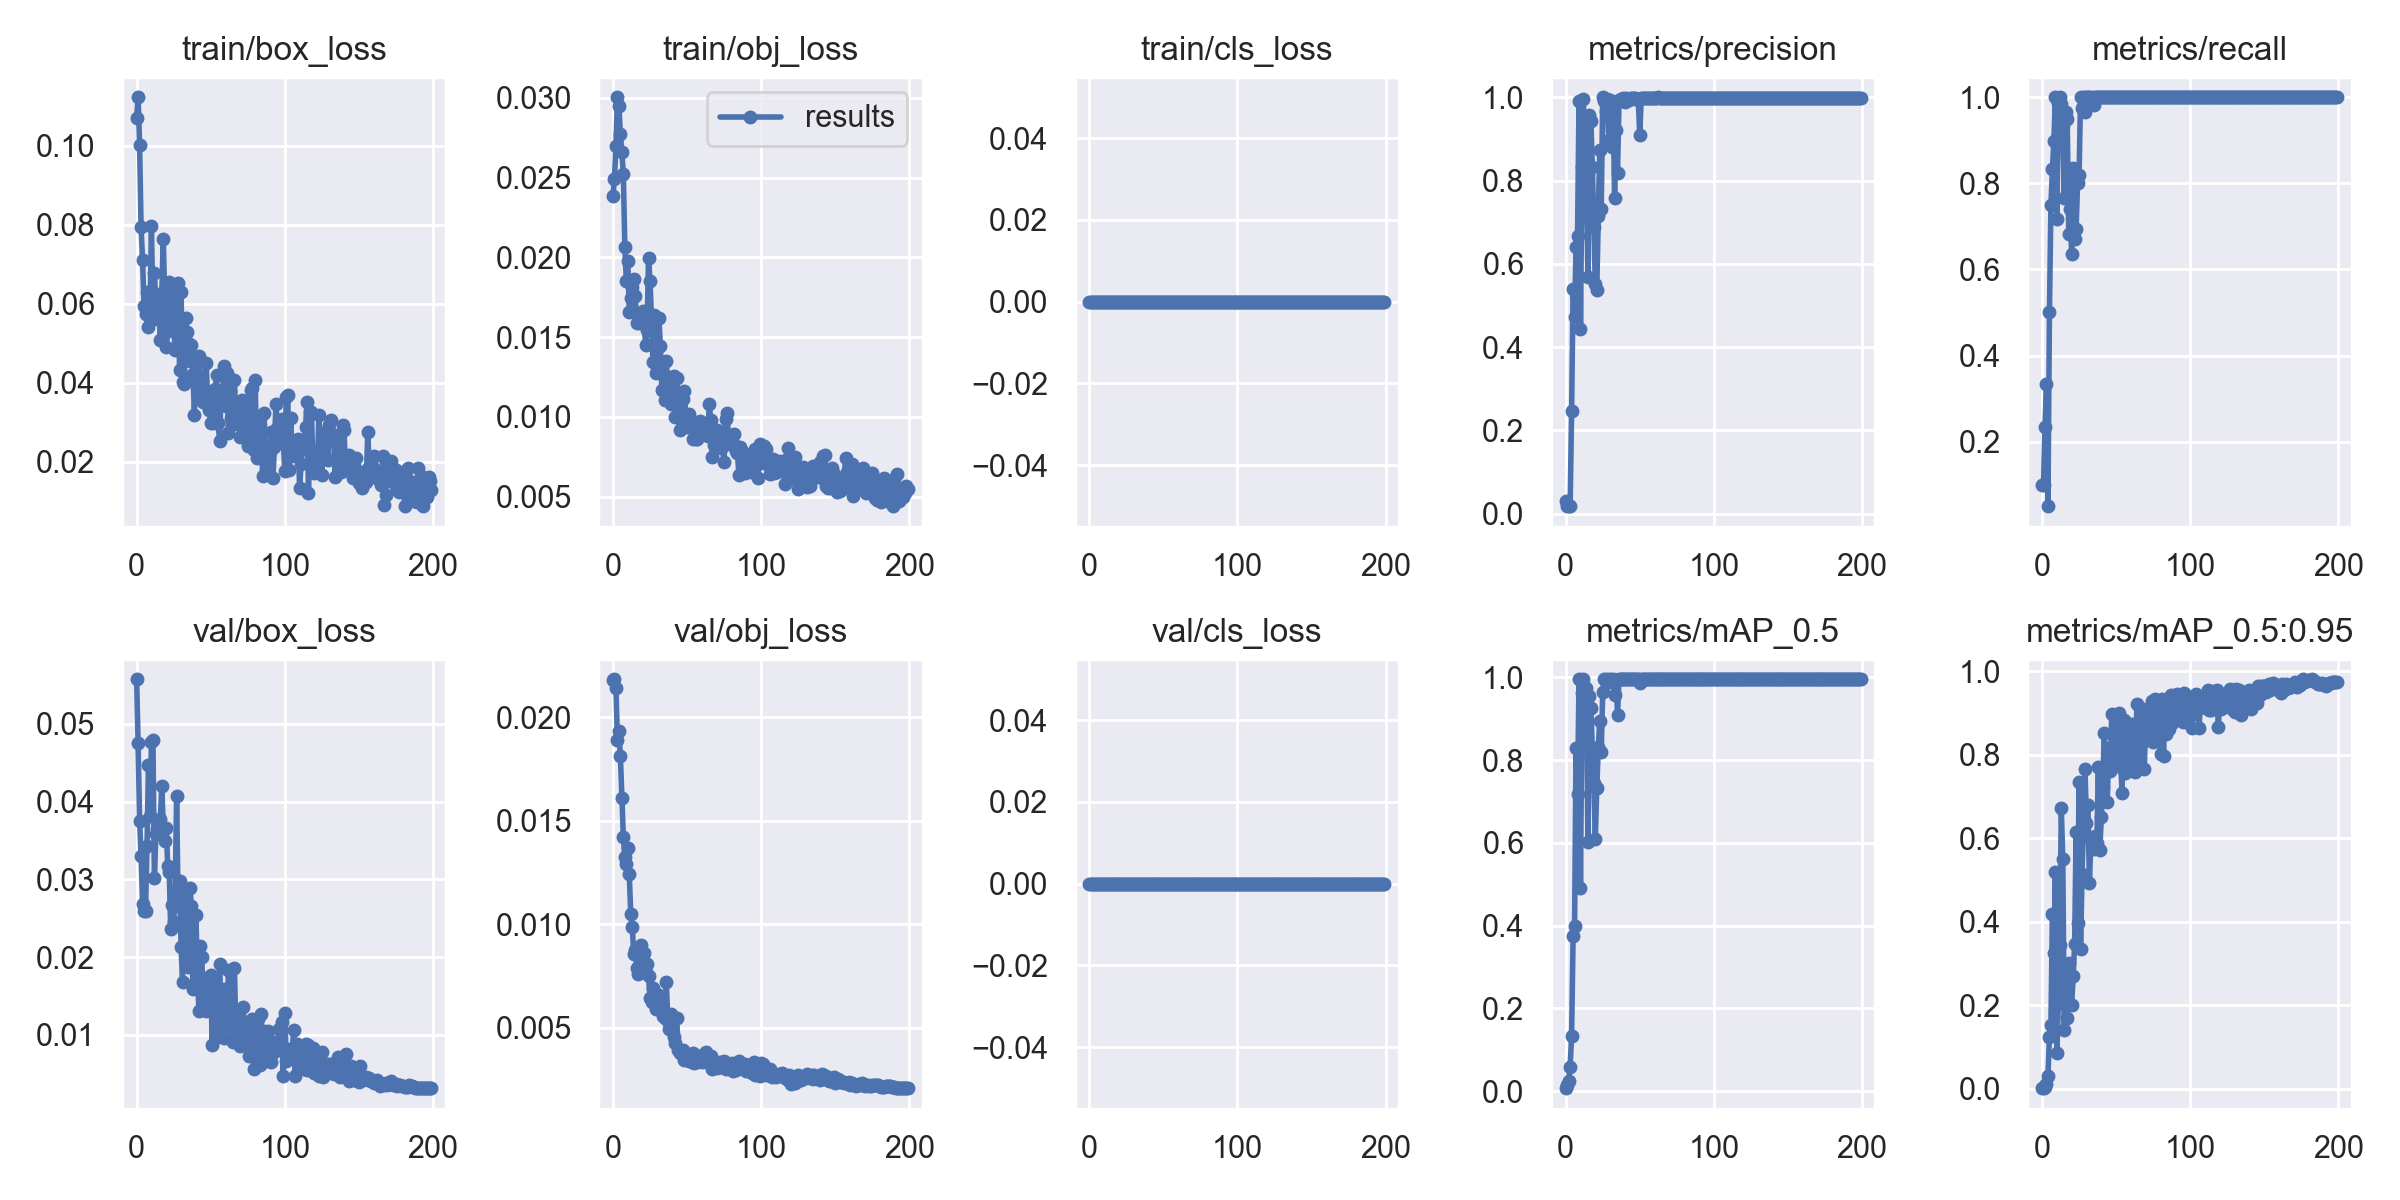 train/box_loss
0.10
0.08
0.06
0.04
0.02
0 100 200
train/obj_loss
results
0.030
0.025
0.020
0.015
0.010
0.005
0 100 200
train/cls_loss
0.04
0.02
0.00
−0.02
−0.04
0 100 200
metrics/precision
1.0
0.8
0.6
0.4
0.2
0.0
0 100 200
metrics/recall
1.0
0.8
0.6
0.4
0.2
0 100 200
val/box_loss
0.05
0.04
0.03
0.02
0.01
0 100 200
val/obj_loss
0.020
0.015
0.010
0.005
0 100 200
val/cls_loss
0.04
0.02
0.00
−0.02
−0.04
0 100 200
metrics/mAP_0.5
1.0
0.8
0.6
0.4
0.2
0.0
0 100 200
metrics/mAP_0.5:0.95
1.0
0.8
0.6
0.4
0.2
0.0
0 100 200